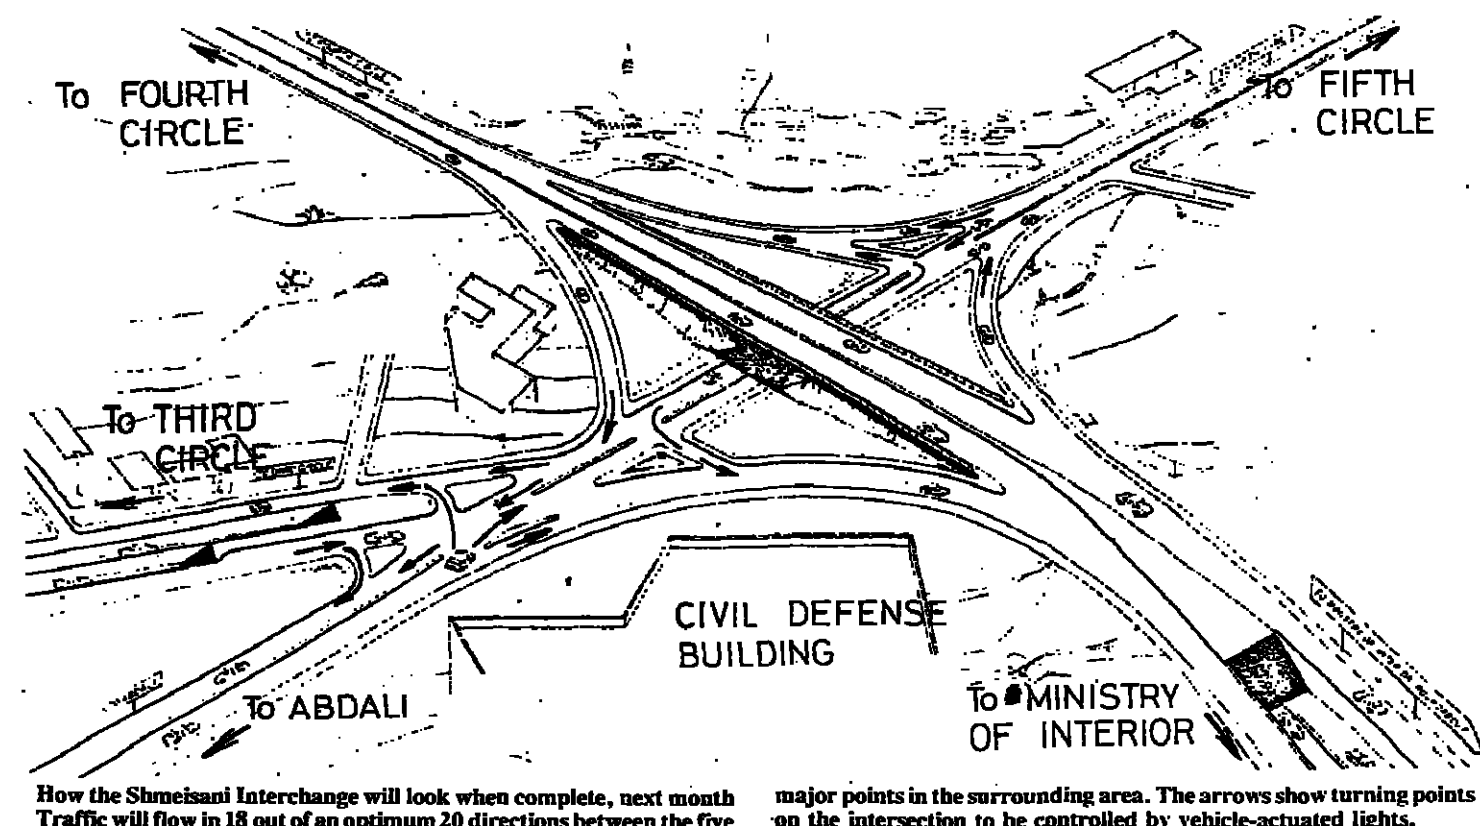 To FOURTH
CIRCLE
To FIFTH
CIRCLE
To THIRD
CIRCLE
CIVIL DEFENSE
BUILDING
To ABDALI
To MINISTRY
OF INTERIOR
How the Shmeisani Interchange will look when complete, next month
Traffic will flow in 18 out of an optimum 20 directions between the five
major points in the surrounding area. The arrows show turning points
on the intersection to be controlled by vehicle-actuated lights.